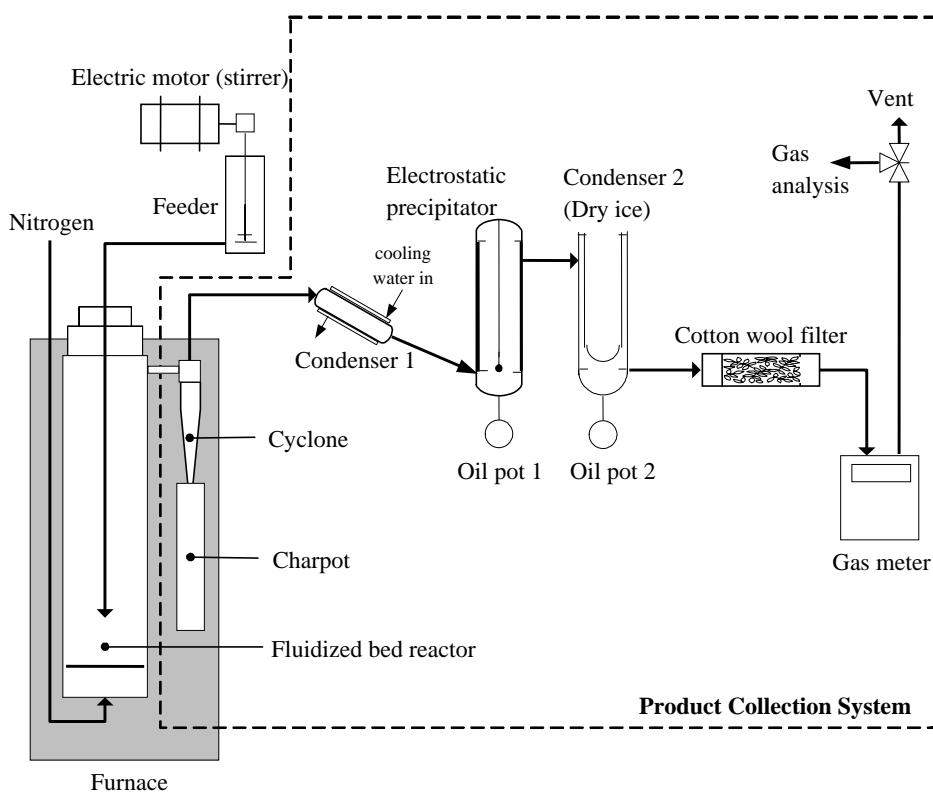 Electric motor (stirrer)
Vent
Gas
analysis
Electrostatic
precipitator
Condenser 2
(Dry ice)
Feeder
Nitrogen
cooling
water in
Condenser 1
Cotton wool filter
Cyclone
Oil pot 1
Oil pot 2
Charpot
Gas meter
Fluidized bed reactor
Product Collection System
Furnace